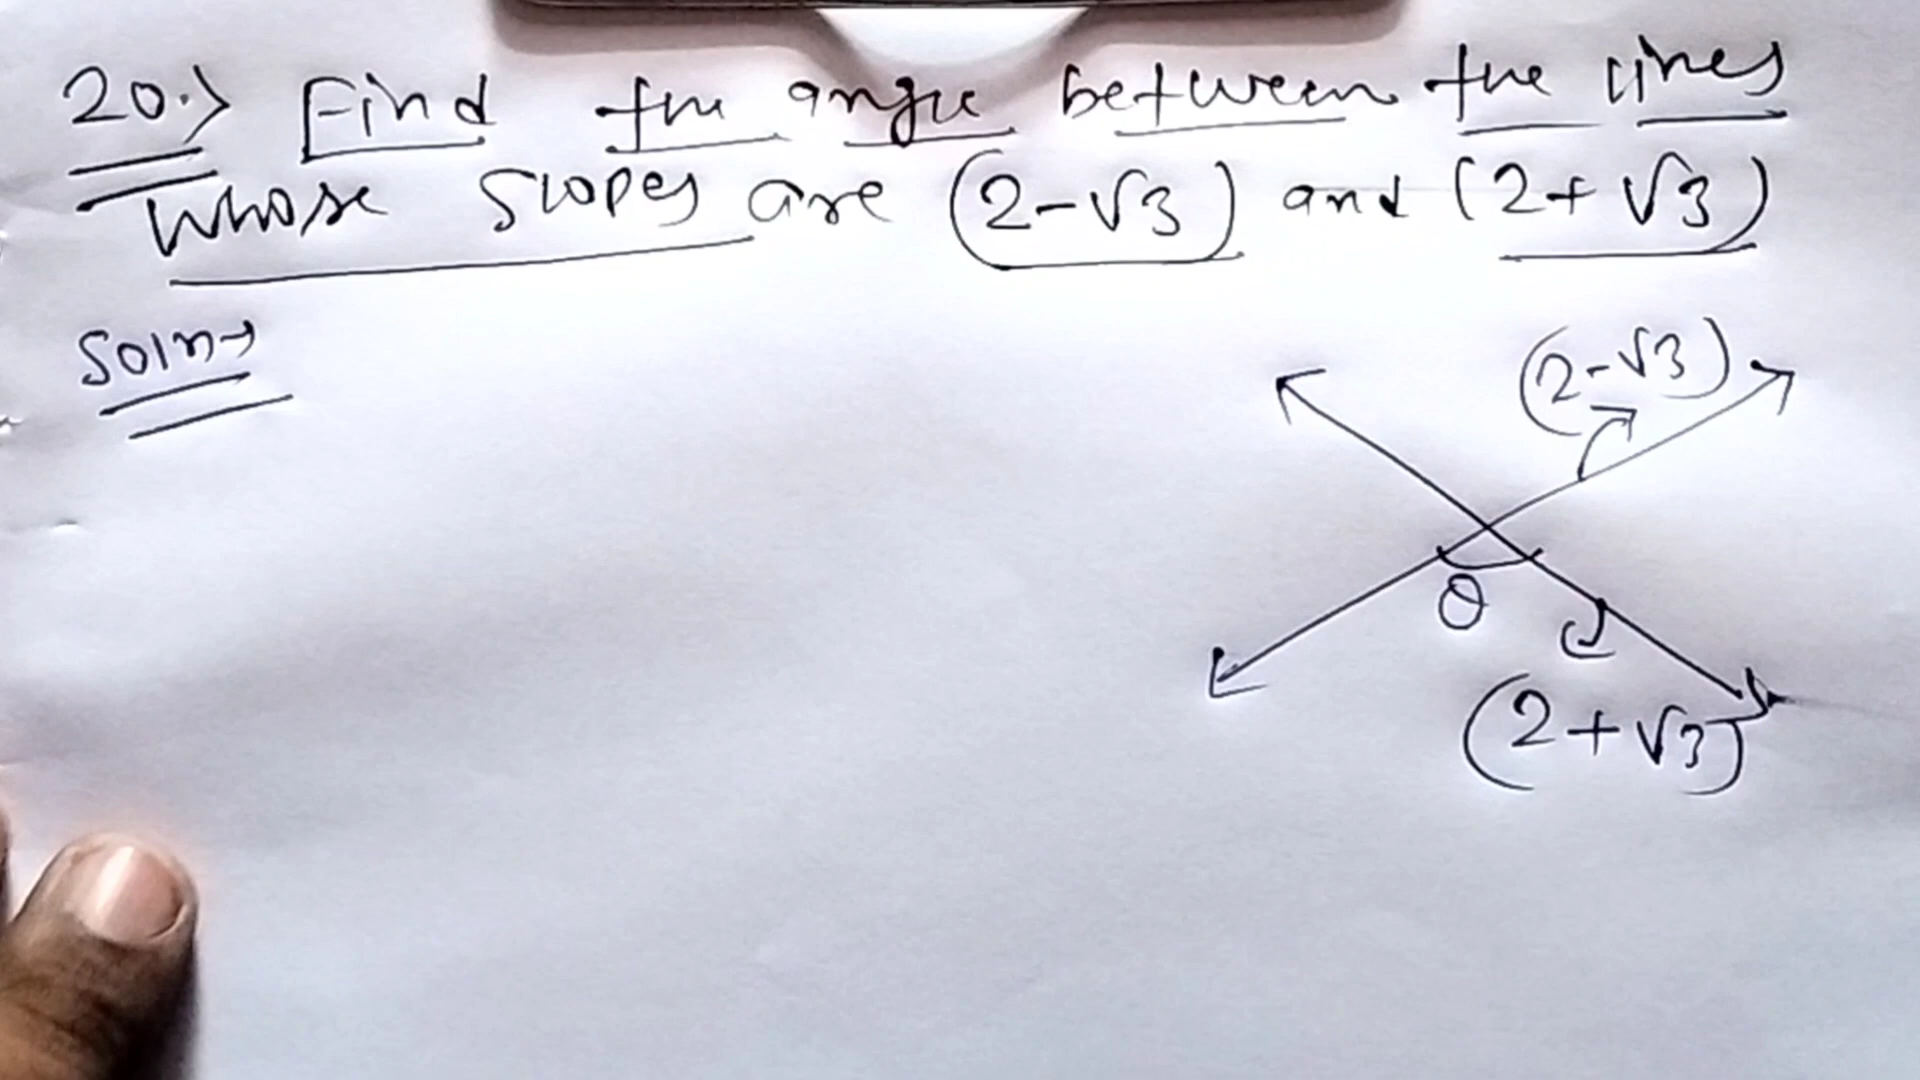 20.) Find the angle between the lines
whose slopes are (2-√3) and (2+√3)
Soln→
(2-√3)
θ
(2+√3)